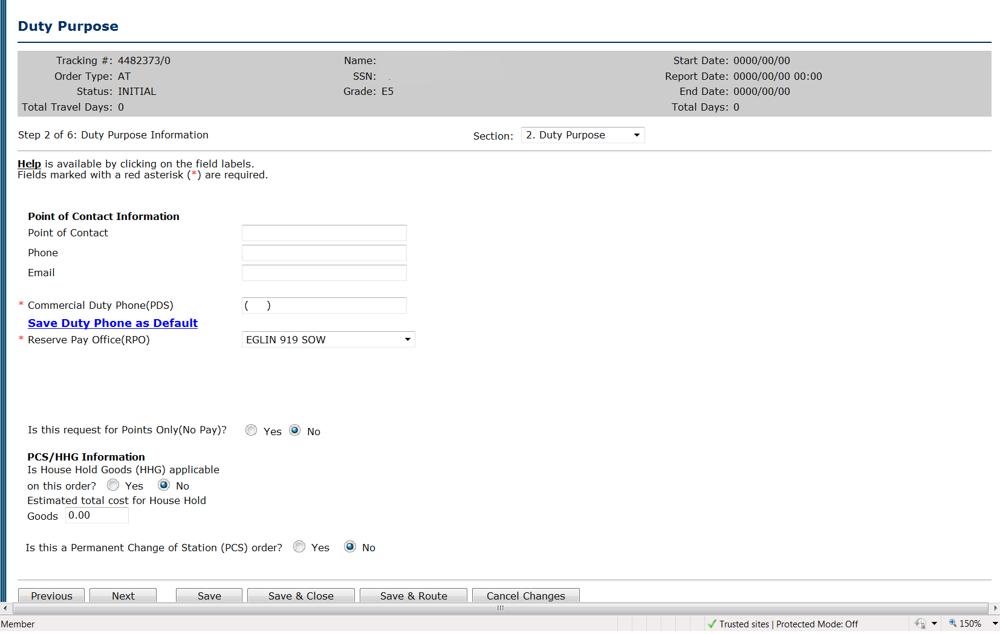 Duty Purpose
Tracking #: 4482373/0 Name: Start Date: 0000/00/00
Order Type: AT SSN: Report Date: 0000/00/00 00:00
Status: INITIAL Grade: E5 End Date: 0000/00/00
Total Travel Days: 0 Total Days: 0
Step 2 of 6: Duty Purpose Information Section: 2. Duty Purpose
Help is available by clicking on the field labels.
Fields marked with a red asterisk (*) are required.
Point of Contact Information
Point of Contact
Phone
Email
* Commercial Duty Phone(PDS) ( )
Save Duty Phone as Default
* Reserve Pay Office(RPO) EGLIN 919 SOW
Is this request for Points Only(No Pay)? Yes No
PCS/HHG Information
Is House Hold Goods (HHG) applicable
on this order? Yes No
Estimated total cost for House Hold
Goods 0.00
Is this a Permanent Change of Station (PCS) order? Yes No
Previous Next Save Save & Close Save & Route Cancel Changes
Member Trusted sites | Protected Mode: Off 150%